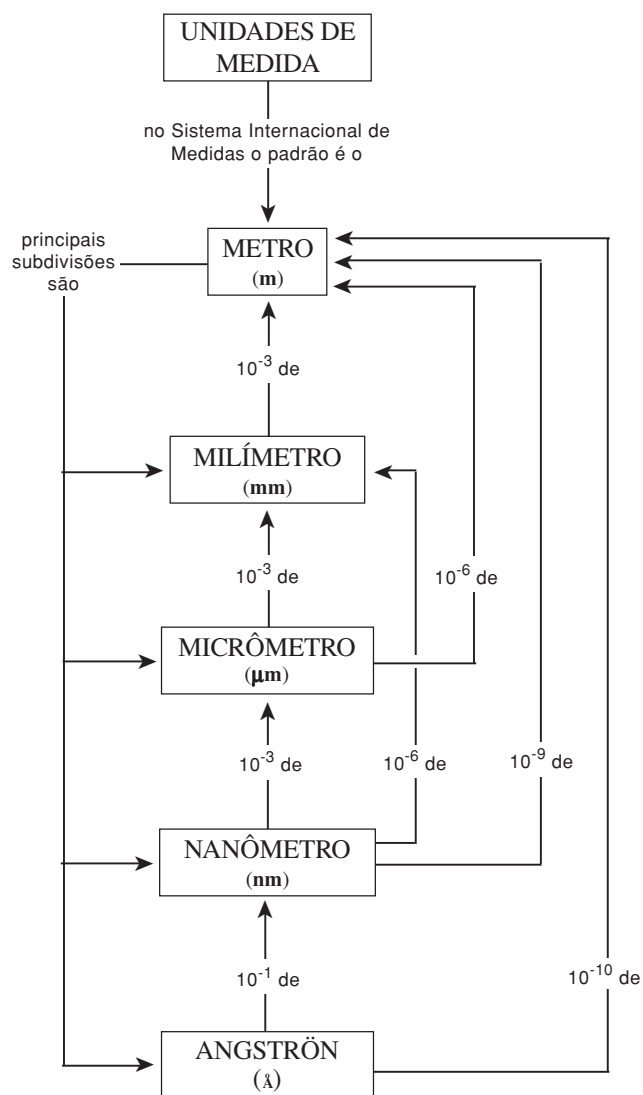 UNIDADES DE
MEDIDA
no Sistema Internacional de
Medidas o padrão é o
principais
subdivisões
são
METRO
(m)
10⁻³ de
MILÍMETRO
(mm)
10⁻³ de
10⁻⁶ de
MICRÔMETRO
(μm)
10⁻³ de
10⁻⁶ de
10⁻⁹ de
NANÔMETRO
(nm)
10⁻¹ de
10⁻¹⁰ de
ANGSTRÖN
(Å)